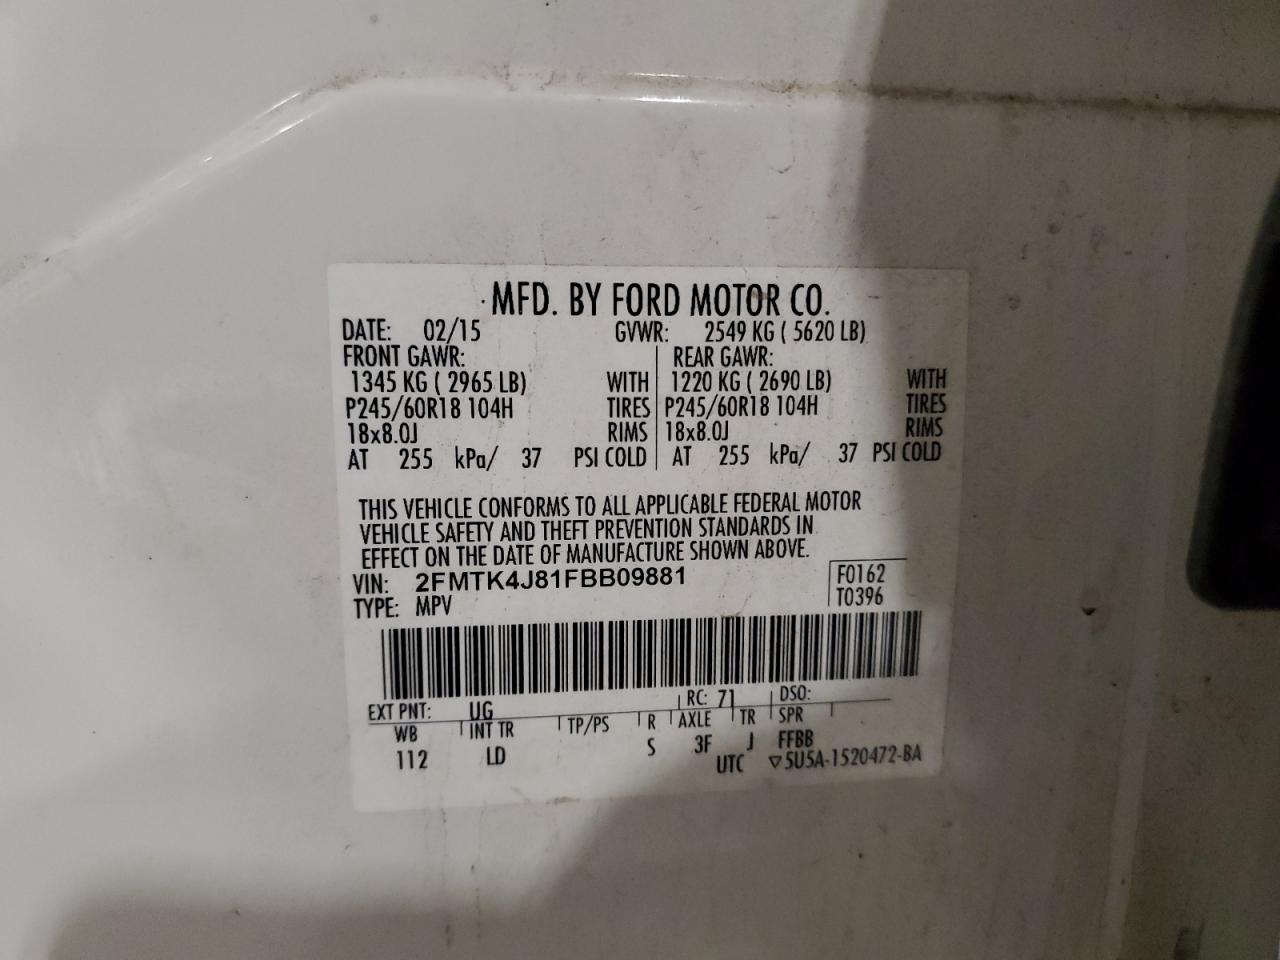 MFD. BY FORD MOTOR CO.
DATE: 02/15 GVWR: 2549 KG ( 5620 LB)
FRONT GAWR: REAR GAWR:
1345 KG ( 2965 LB) WITH 1220 KG ( 2690 LB) WITH
P245/60R18 104H TIRES P245/60R18 104H TIRES
18x8.0J RIMS 18x8.0J RIMS
AT 255 kPa/ 37 PSI COLD AT 255 kPa/ 37 PSI COLD
THIS VEHICLE CONFORMS TO ALL APPLICABLE FEDERAL MOTOR
VEHICLE SAFETY AND THEFT PREVENTION STANDARDS IN
EFFECT ON THE DATE OF MANUFACTURE SHOWN ABOVE.
VIN: 2FMTK4J81FBB09881 F0162
TYPE: MPV T0396
EXT PNT: UG RC: 71 DSO:
WB INT TR TP/PS R AXLE TR SPR
112 LD S 3F J FFBB
UTC ▽5U5A-1520472-BA